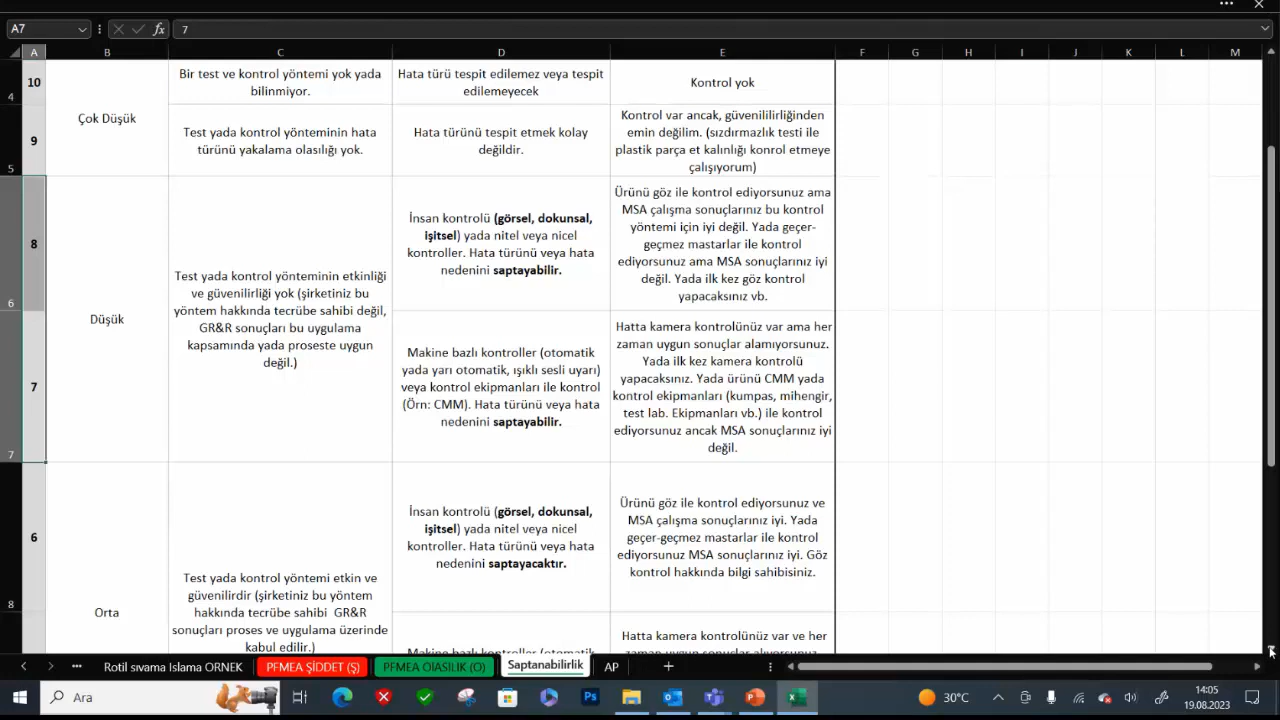 A7
fx
7
A
B
C
D
E
F
G
H
I
J
K
L
M
4
10
Bir test ve kontrol yöntemi yok yada
bilinmiyor.
Hata türü tespit edilemez veya tespit
edilemeyecek
Kontrol yok
Çok Düşük
5
9
Test yada kontrol yönteminin hata
türünü yakalama olasılığı yok.
Hata türünü tespit etmek kolay
değildir.
Kontrol var ancak, güvenililirliğinden
emin değilim. (sızdırmazlık testi ile
plastik parça et kalınlığı konrol etmeye
çalışıyorum)
6
8
Düşük
Test yada kontrol yönteminin etkinliği
ve güvenilirliği yok (şirketiniz bu
yöntem hakkında tecrübe sahibi değil,
GR&R sonuçları bu uygulama
kapsamında yada proseste uygun
değil.)
İnsan kontrolü (görsel, dokunsal,
işitsel) yada nitel veya nicel
kontroller. Hata türünü veya hata
nedenini saptayabilir.
Ürünü göz ile kontrol ediyorsunuz ama
MSA çalışma sonuçlarınız bu kontrol
yöntemi için iyi değil. Yada geçer-
geçmez mastarlar ile kontrol
ediyorsunuz ama MSA sonuçlarınız iyi
değil. Yada ilk kez göz kontrol
yapacaksınız vb.
7
7
Makine bazlı kontroller (otomatik
yada yarı otomatik, ışıklı sesli uyarı)
veya kontrol ekipmanları ile kontrol
(Örn: CMM). Hata türünü veya hata
nedenini saptayabilir.
Hatta kamera kontrolünüz var ama her
zaman uygun sonuçlar alamıyorsunuz.
Yada ilk kez kamera kontrolü
yapacaksınız. Yada ürünü CMM yada
kontrol ekipmanları (kumpas, mihengir,
test lab. Ekipmanları vb.) ile kontrol
ediyorsunuz ancak MSA sonuçlarınız iyi
değil.
8
6
Orta
Test yada kontrol yöntemi etkin ve
güvenilirdir (şirketiniz bu yöntem
hakkında tecrübe sahibi GR&R
sonuçları proses ve uygulama üzerinde
kabul edilir.)
İnsan kontrolü (görsel, dokunsal,
işitsel) yada nitel veya nicel
kontroller. Hata türünü veya hata
nedenini saptayacaktır.
Ürünü göz ile kontrol ediyorsunuz ve
MSA çalışma sonuçlarınız iyi. Yada
geçer-geçmez mastarlar ile kontrol
ediyorsunuz MSA sonuçlarınız iyi. Göz
kontrol hakkında bilgi sahibisiniz.
Makine bazlı kontroller (otomatik
Hatta kamera kontrolünüz var ve her
zaman uygun sonuçlar alıyorsunuz.
Rotil sıvama Islama ORNEK
PFMEA ŞİDDET (Ş)
PFMEA OlASILIK (O)
Saptanabilirlik
AP
Ara
Ps
30°C
14:05
19.08.2023